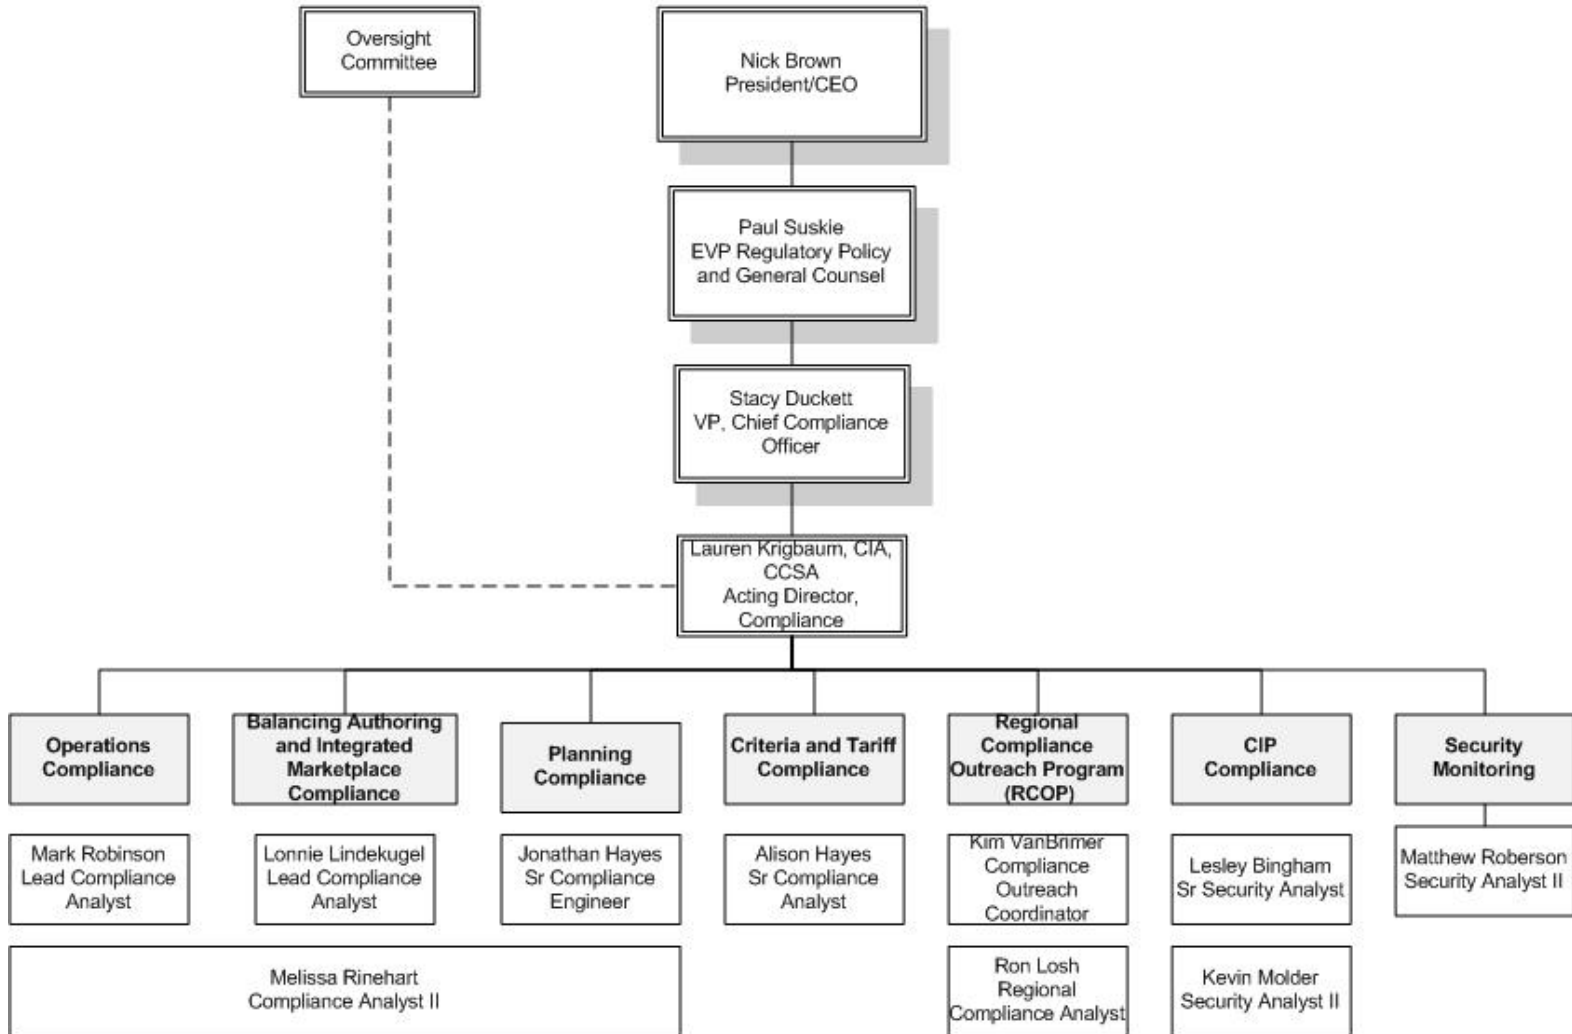 Oversight
Committee
Nick Brown
President/CEO
Paul Suskie
EVP Regulatory Policy
and General Counsel
Stacy Duckett
VP, Chief Compliance
Officer
Lauren Krigbaum, CIA,
CCSA
Acting Director,
Compliance
Operations
Compliance
Balancing Authoring
and Integrated
Marketplace
Compliance
Planning
Compliance
Criteria and Tariff
Compliance
Regional
Compliance
Outreach Program
(RCOP)
CIP
Compliance
Security
Monitoring
Mark Robinson
Lead Compliance
Analyst
Lonnie Lindekugel
Lead Compliance
Analyst
Jonathan Hayes
Sr Compliance
Engineer
Alison Hayes
Sr Compliance
Analyst
Kim VanBrimer
Compliance
Outreach
Coordinator
Lesley Bingham
Sr Security Analyst
Matthew Roberson
Security Analyst II
Melissa Rinehart
Compliance Analyst II
Ron Losh
Regional
Compliance Analyst
Kevin Molder
Security Analyst II